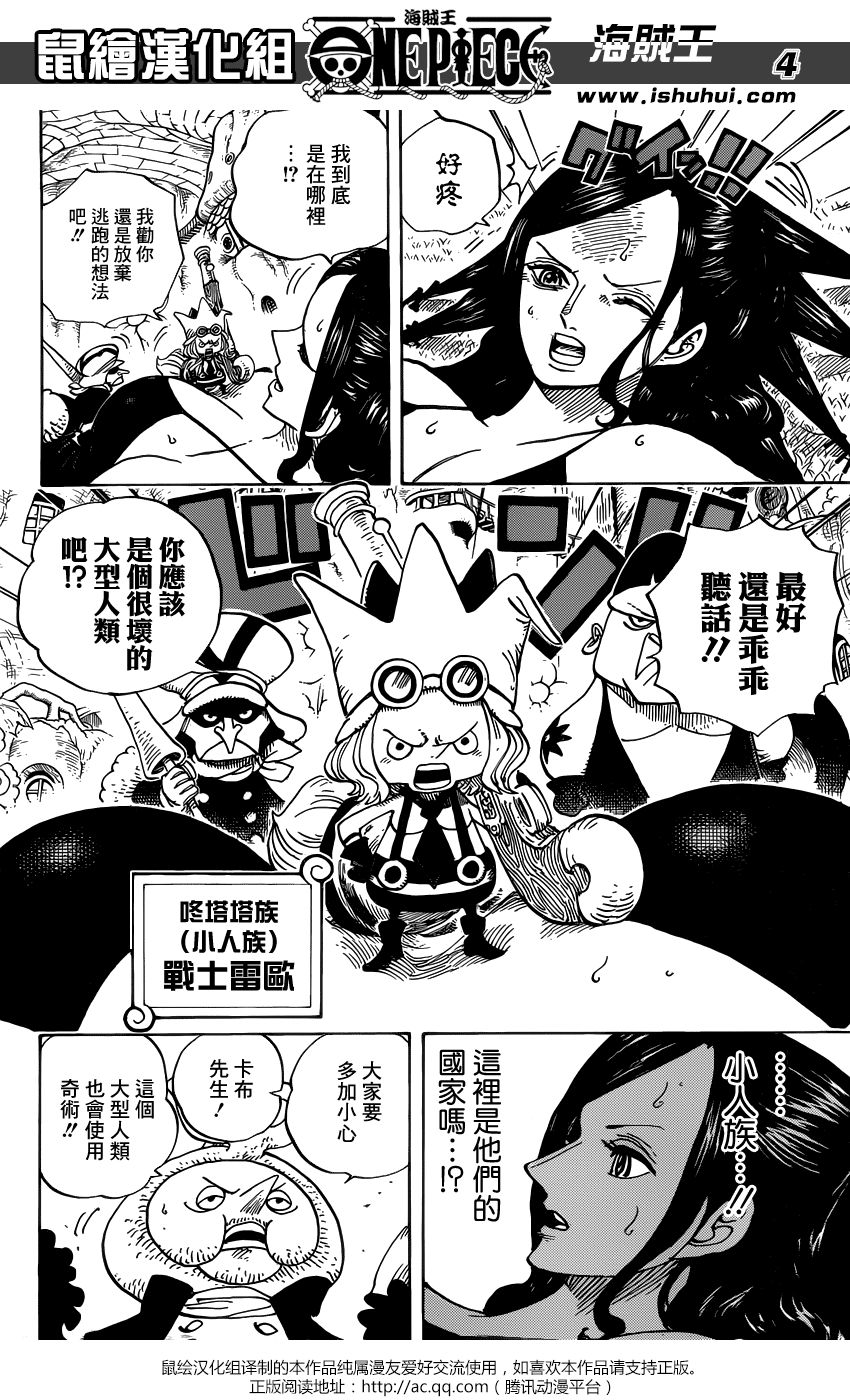 鼠繪漢化組
海賊王
ONE PIECE
海賊王
4
www.ishuhui.com
グイッ!!
好疼
我到底
是在哪裡
…!?
我勸你
還是放棄
逃跑的想法
吧!!
最好
還是乖乖
聽話!!
你應該
是個很壞的
大型人類
吧!?
咚塔塔族
(小人族)
戰士雷歐
………
小人族…!!
這裡是他們的
國家嗎…!?
大家要
多加小心
卡布
先生!
這個
大型人類
也會使用
奇術!!
鼠绘汉化组译制的本作品纯属漫友爱好交流使用，如喜欢本作品请支持正版。
正版阅读地址：http://ac.qq.com（腾讯动漫平台）